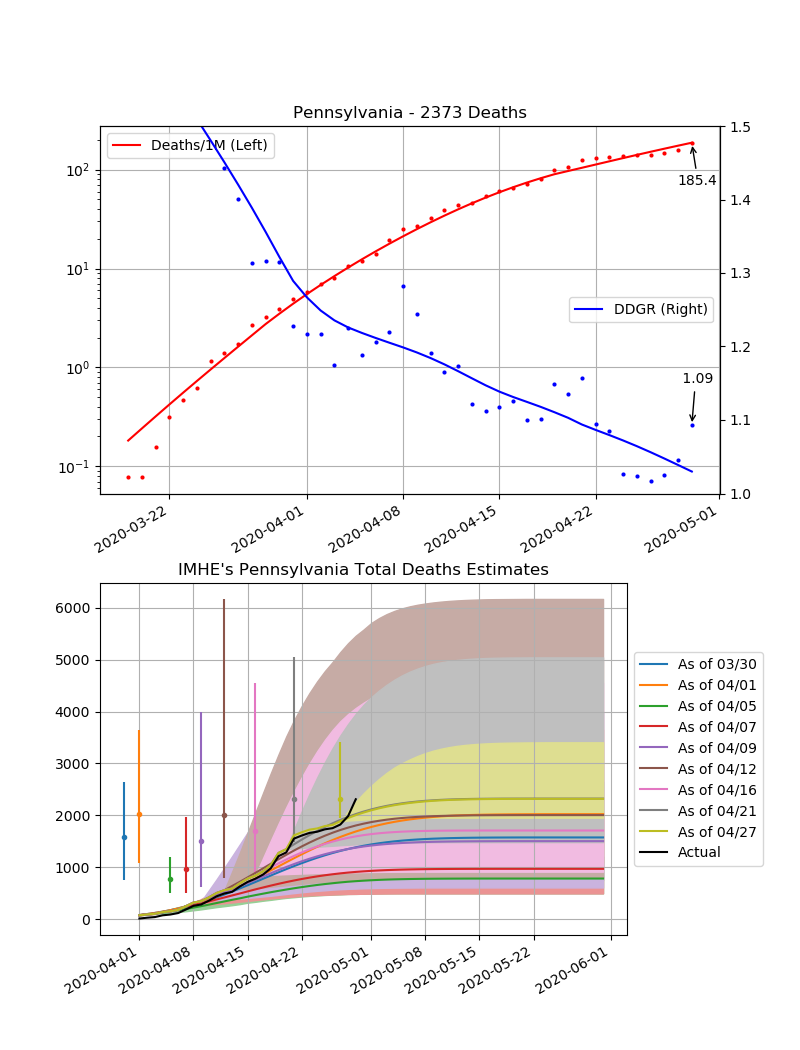 Pennsylvania - 2373 Deaths
Deaths/1M (Left)
DDGR (Right)
185.4
1.09
10²
10¹
10⁰
10⁻¹
1.5
1.4
1.3
1.2
1.1
1.0
2020-03-22
2020-04-01
2020-04-08
2020-04-15
2020-04-22
2020-05-01
IMHE's Pennsylvania Total Deaths Estimates
6000
5000
4000
3000
2000
1000
0
2020-04-01
2020-04-08
2020-04-15
2020-04-22
2020-05-01
2020-05-08
2020-05-15
2020-05-22
2020-06-01
As of 03/30
As of 04/01
As of 04/05
As of 04/07
As of 04/09
As of 04/12
As of 04/16
As of 04/21
As of 04/27
Actual